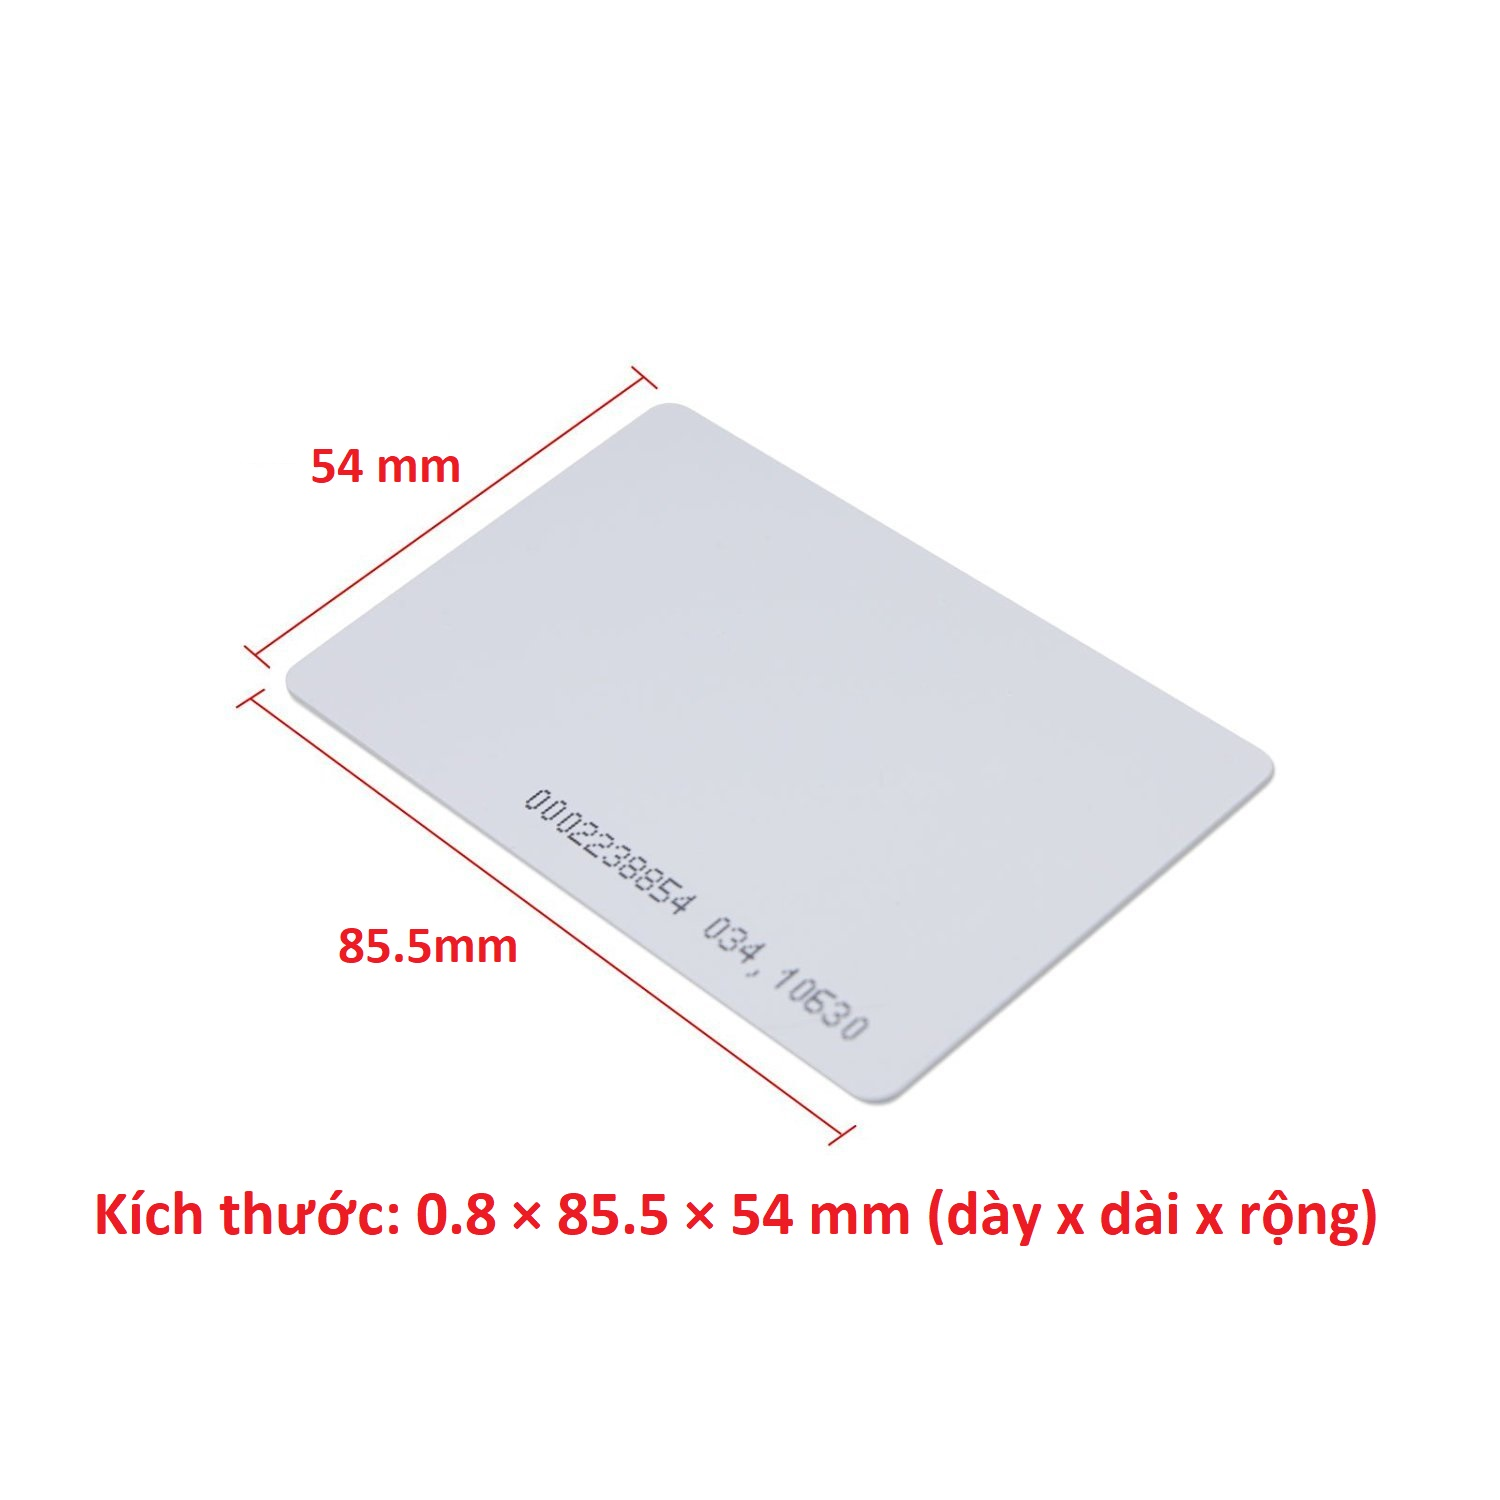 54 mm
0002238854 034,10630
85.5mm
Kích thước: 0.8 × 85.5 × 54 mm (dày x dài x rộng)